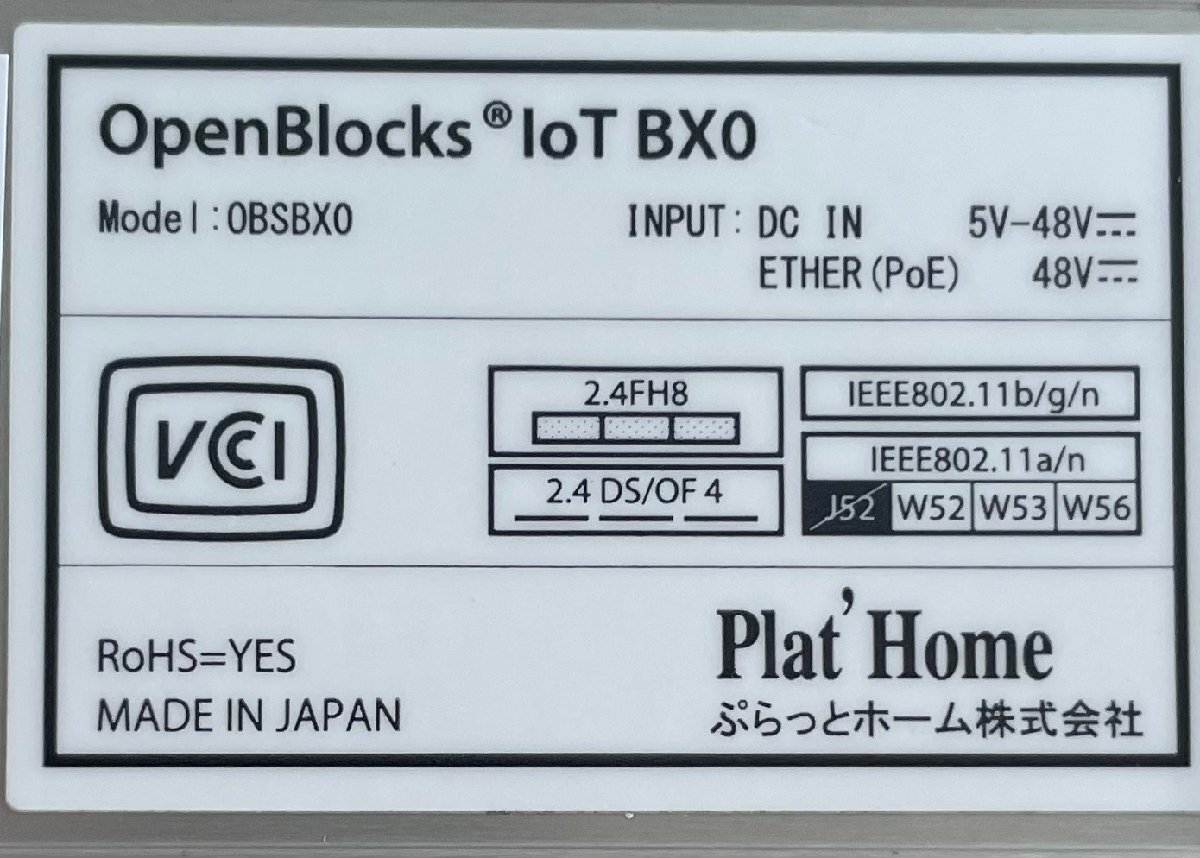 OpenBlocks®IoT BX0
Model:OBSBX0
INPUT: DC IN 5V-48V⎓
ETHER(PoE) 48V⎓
VCCI
2.4FH8
2.4 DS/OF 4
IEEE802.11b/g/n
IEEE802.11a/n
J52 W52 W53 W56
RoHS=YES
MADE IN JAPAN
Plat'Home
ぷらっとホーム株式会社